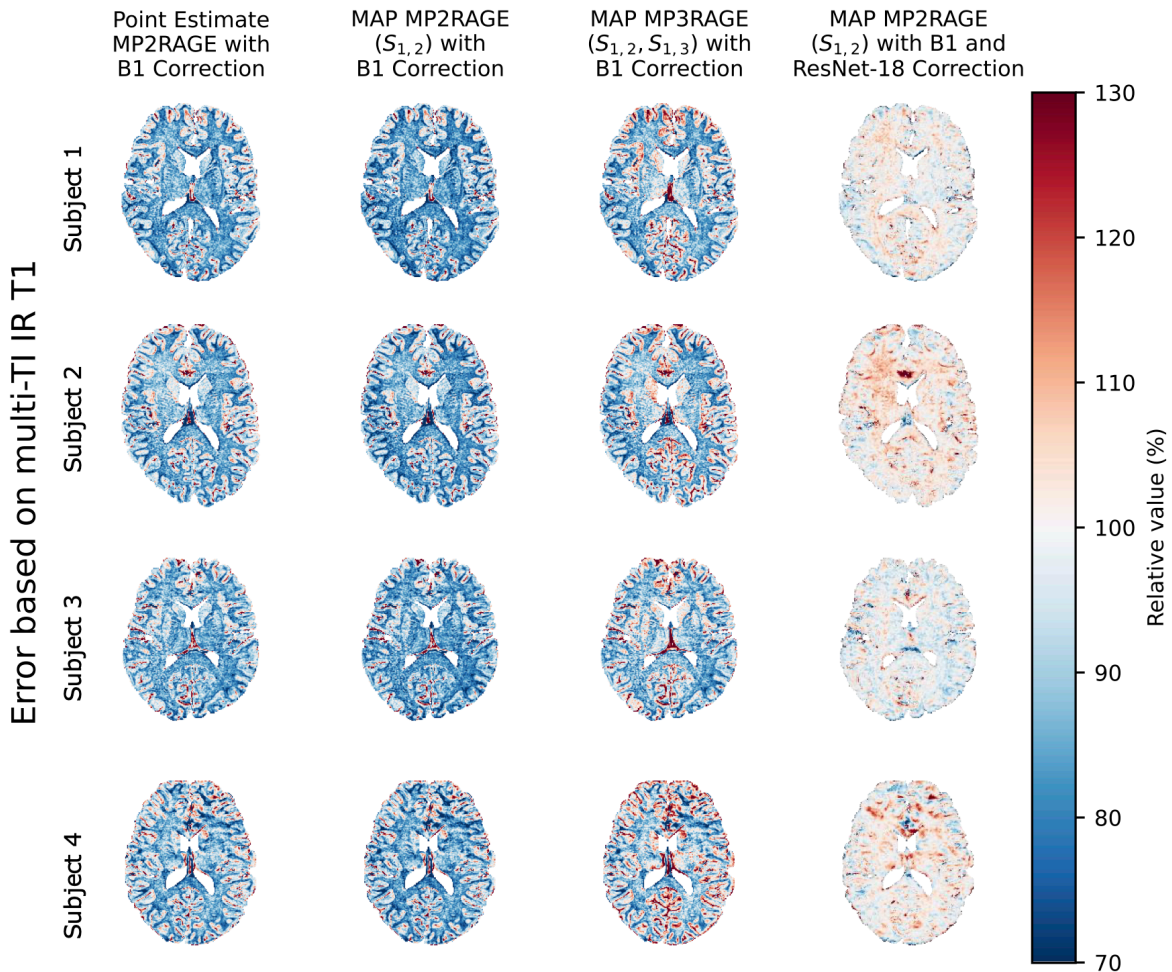 Point Estimate
MP2RAGE with
B1 Correction
MAP MP2RAGE
(S1,2) with
B1 Correction
MAP MP3RAGE
(S1,2, S1,3) with
B1 Correction
MAP MP2RAGE
(S1,2) with B1 and
ResNet-18 Correction
Error based on multi-TI IR T1
Subject 1
Subject 2
Subject 3
Subject 4
130
120
110
100
90
80
70
Relative value (%)